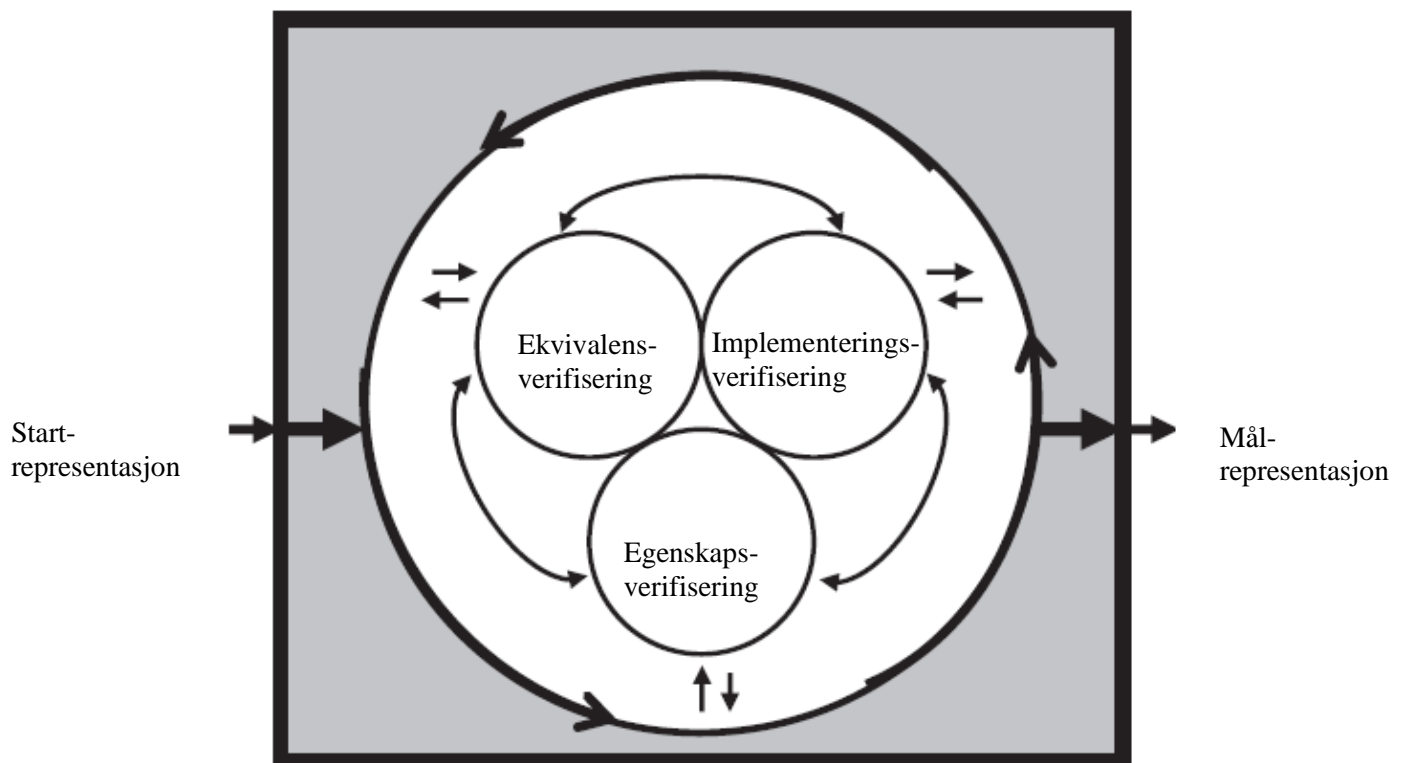 Ekvivalens-
verifisering
Implementerings-
verifisering
Start-
representasjon
Mål-
representasjon
Egenskaps-
verifisering